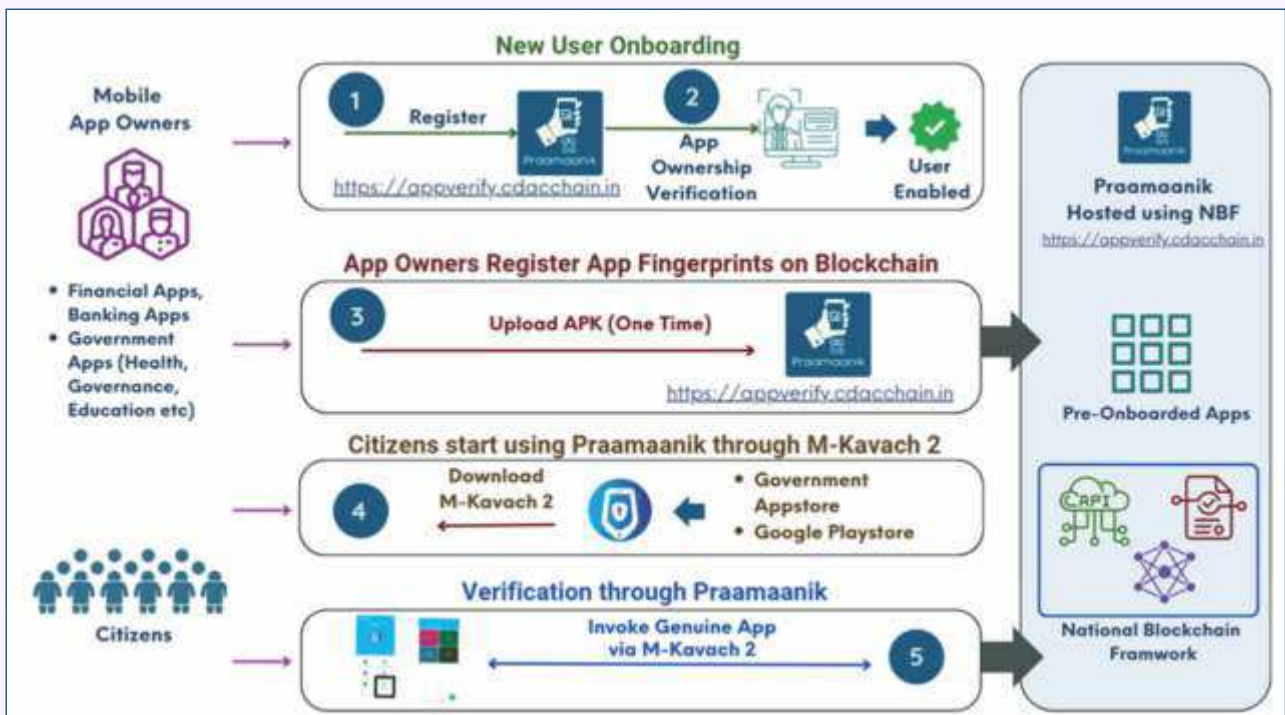 New User Onboarding
Mobile
App Owners
1
Register
Praamaanik
https://appverify.cdacchain.in
2
App
Ownership
Verification
User
Enabled
Financial Apps,
Banking Apps
Government
Apps (Health,
Governance,
Education etc)
App Owners Register App Fingerprints on Blockchain
3
Upload APK (One Time)
Praamaanik
https://appverify.cdacchain.in
Citizens start using Praamaanik through M-Kavach 2
4
Download
M-Kavach 2
Government
Appstore
Google Playstore
Citizens
Verification through Praamaanik
Invoke Genuine App
via M-Kavach 2
5
Praamaanik
Praamaanik
Hosted using NBF
https://appverify.cdacchain.in
Pre-Onboarded Apps
API
National Blockchain
Framwork